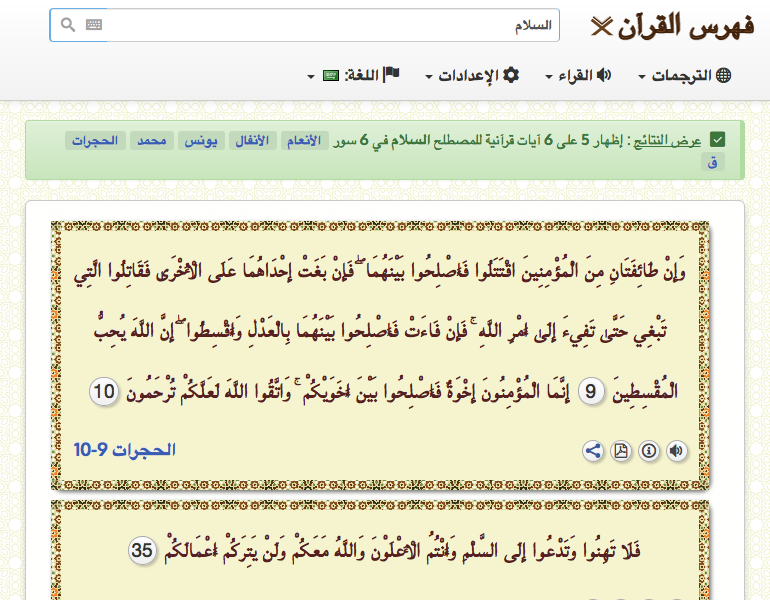 فهرس القرآن
السلام
الترجمات القراء الإعدادات اللغة:
عرض النتائج : إظهار 5 على 6 آيات قرآنية للمصطلح السلام في 6 سور الأنعام الأنفال يونس محمد الحجرات
ق
وَإِنْ طَائِفَتَانِ مِنَ الْمُؤْمِنِينَ اقْتَتَلُوا فَأَصْلِحُوا بَيْنَهُمَا ۖ فَإِنْ بَغَتْ إِحْدَاهُمَا عَلَى الْأُخْرَىٰ فَقَاتِلُوا الَّتِي
تَبْغِي حَتَّىٰ تَفِيءَ إِلَىٰ أَمْرِ اللَّهِ ۚ فَإِنْ فَاءَتْ فَأَصْلِحُوا بَيْنَهُمَا بِالْعَدْلِ وَأَقْسِطُوا ۖ إِنَّ اللَّهَ يُحِبُّ
الْمُقْسِطِينَ 9 إِنَّمَا الْمُؤْمِنُونَ إِخْوَةٌ فَأَصْلِحُوا بَيْنَ أَخَوَيْكُمْ ۚ وَاتَّقُوا اللَّهَ لَعَلَّكُمْ تُرْحَمُونَ 10
الحجرات 9-10
فَلَا تَهِنُوا وَتَدْعُوا إِلَى السَّلْمِ وَأَنْتُمُ الْأَعْلَوْنَ وَاللَّهُ مَعَكُمْ وَلَنْ يَتِرَكُمْ أَعْمَالَكُمْ 35